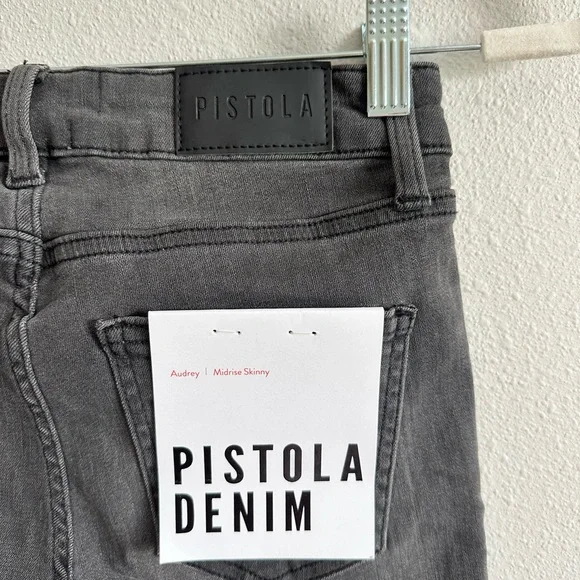 PISTOLA
Audrey | Midrise Skinny
PISTOLA
DENIM